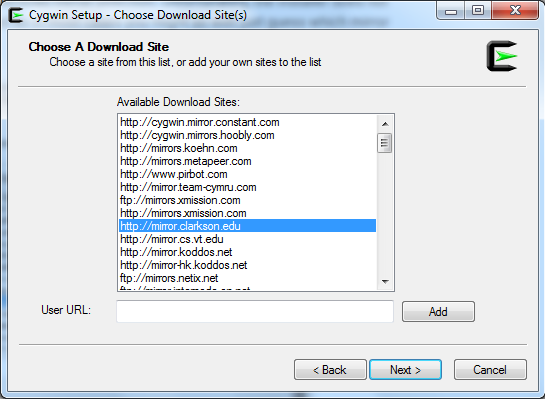 Cygwin Setup - Choose Download Site(s)
Choose A Download Site
Choose a site from this list, or add your own sites to the list
Available Download Sites:
http://cygwin.mirror.constant.com
http://cygwin.mirrors.hoobly.com
http://mirrors.koehn.com
http://mirrors.metapeer.com
http://www.pirbot.com
http://mirror.team-cymru.com
ftp://mirrors.xmission.com
http://mirrors.xmission.com
http://mirror.clarkson.edu
http://mirror.cs.vt.edu
http://mirror.koddos.net
http://mirror-hk.koddos.net
ftp://mirrors.netix.net
User URL:
Add
< Back
Next >
Cancel